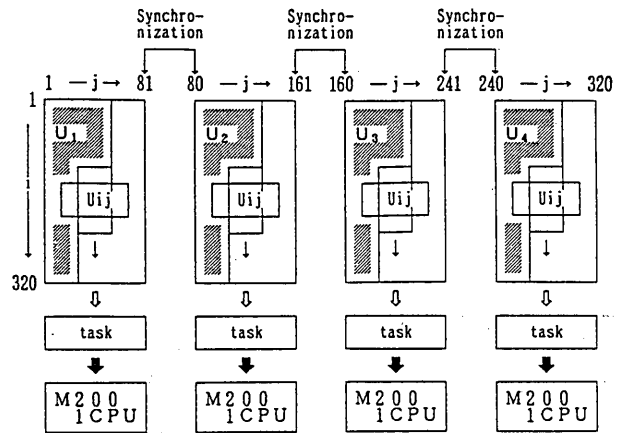 Synchro- Synchro- Synchro-
nization nization nization
1 —j→ 81 80 —j→ 161 160 —j→ 241 240 —j→ 320
1
U1 U2 U3 U4
i
Uij Uij Uij Uij
320
task task task task
M200 M200 M200 M200
1CPU 1CPU 1CPU 1CPU